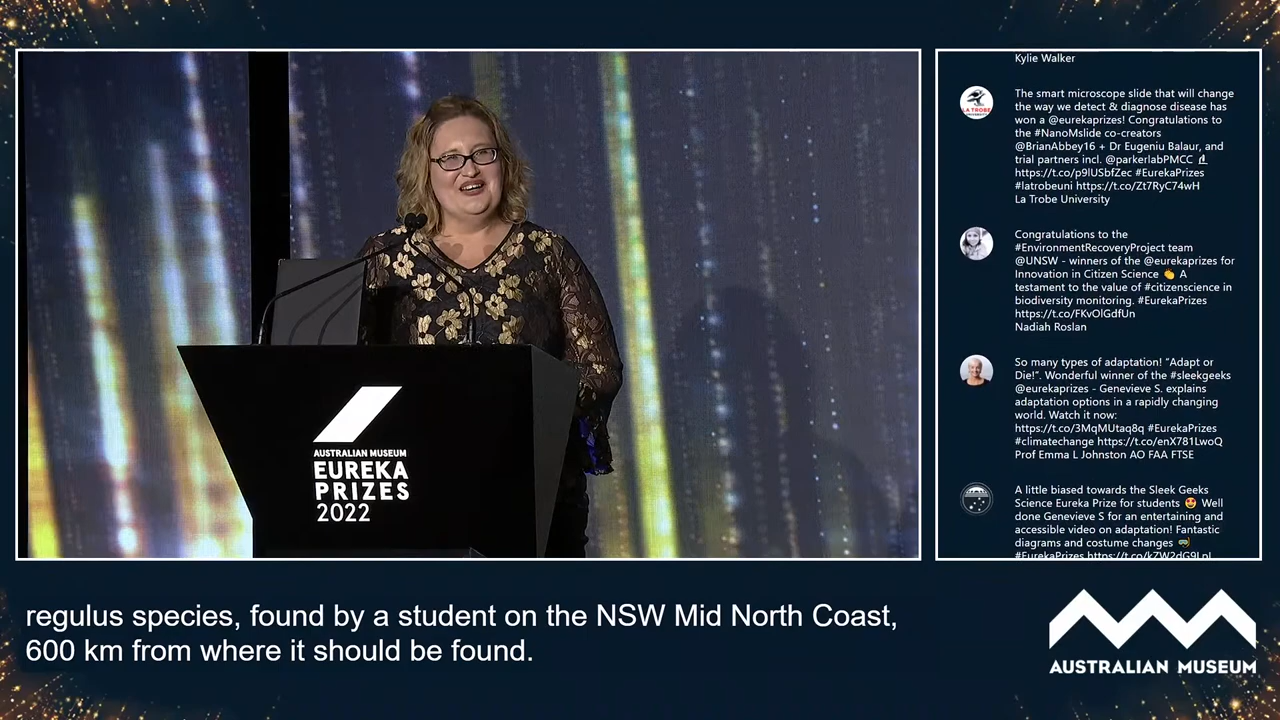 AUSTRALIAN MUSEUM
EUREKA
PRIZES
2022
Kylie Walker
LA TROBE
UNIVERSITY
The smart microscope slide that will change
the way we detect & diagnose disease has
won a @eurekaprizes! Congratulations to
the #NanoMslide co-creators
@BrianAbbey16 + Dr Eugeniu Balaur, and
trial partners incl. @parkerlabPMCC 🔬
https://t.co/p9lUSbfZec #EurekaPrizes
#latrobeuni https://t.co/Zt7RyC74wH
La Trobe University
Congratulations to the
#EnvironmentRecoveryProject team
@UNSW - winners of the @eurekaprizes for
Innovation in Citizen Science 👏 A
testament to the value of #citizenscience in
biodiversity monitoring. #EurekaPrizes
https://t.co/FKvOlGdfUn
Nadiah Roslan
So many types of adaptation! "Adapt or
Die!". Wonderful winner of the #sleekgeeks
@eurekaprizes - Genevieve S. explains
adaptation options in a rapidly changing
world. Watch it now:
https://t.co/3MqMUtaq8q #EurekaPrizes
#climatechange https://t.co/enX781LwoQ
Prof Emma L Johnston AO FAA FTSE
A little biased towards the Sleek Geeks
Science Eureka Prize for students 🤩 Well
done Genevieve S for an entertaining and
accessible video on adaptation! Fantastic
diagrams and costume changes 🤿
#EurekaPrizes
regulus species, found by a student on the NSW Mid North Coast,
600 km from where it should be found.
AUSTRALIAN MUSEUM